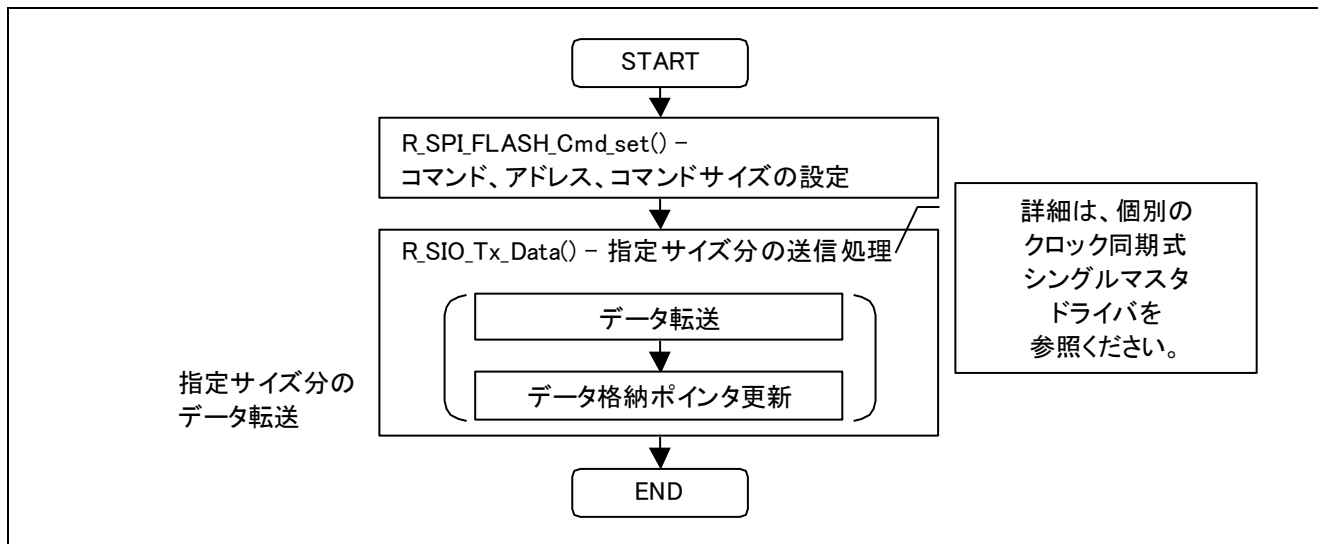 START
R_SPI_FLASH_Cmd_set() –
コマンド、アドレス、コマンドサイズの設定
R_SIO_Tx_Data() – 指定サイズ分の送信処理
詳細は、個別の
クロック同期式
シングルマスタ
ドライバを
参照ください。
データ転送
データ格納ポインタ更新
指定サイズ分の
データ転送
END